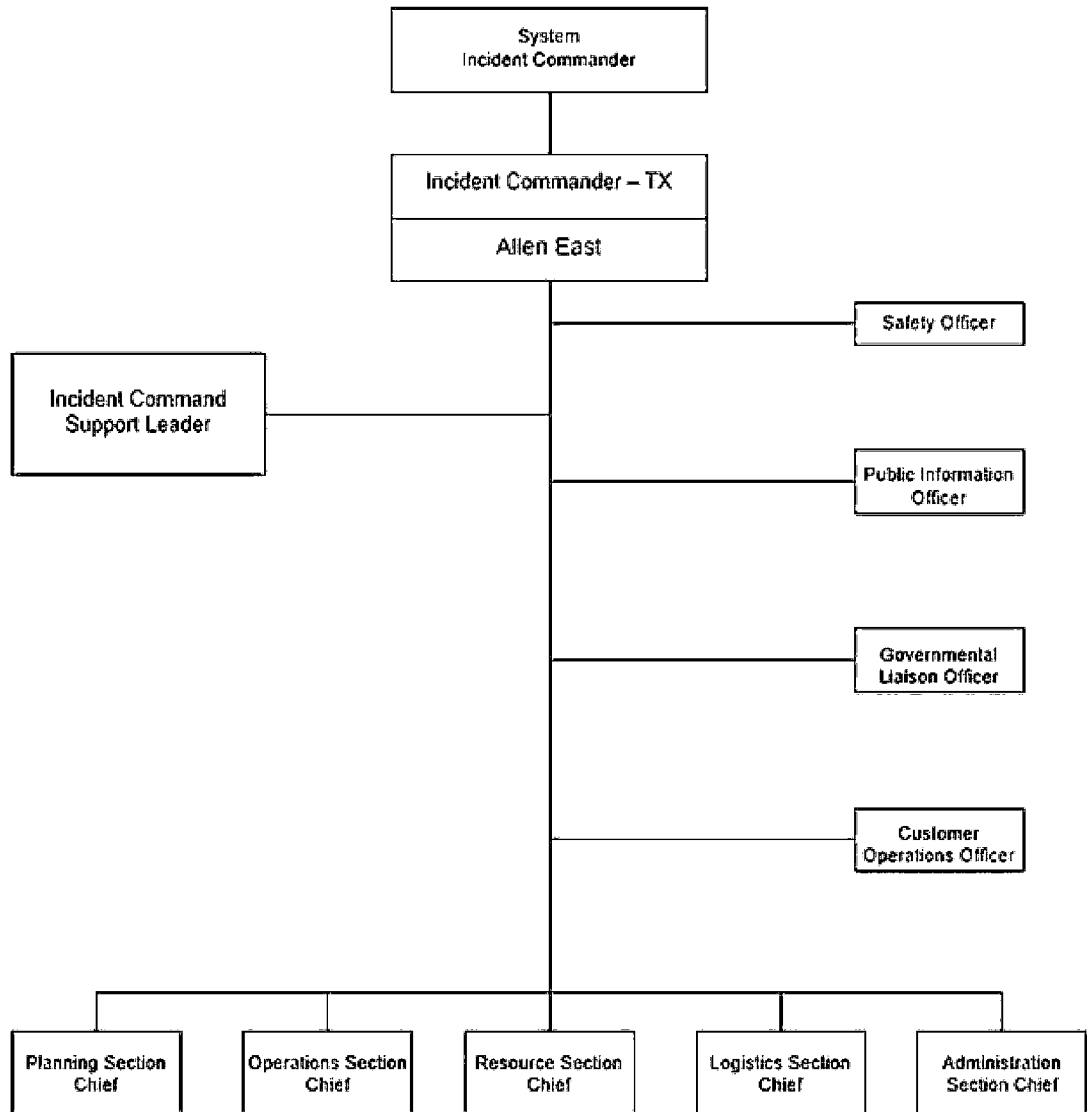 System
Incident Commander
Incident Commander – TX
Allen East
Safety Officer
Incident Command
Support Leader
Public Information
Officer
Governmental
Liaison Officer
Customer
Operations Officer
Planning Section
Chief
Operations Section
Chief
Resource Section
Chief
Logistics Section
Chief
Administration
Section Chief